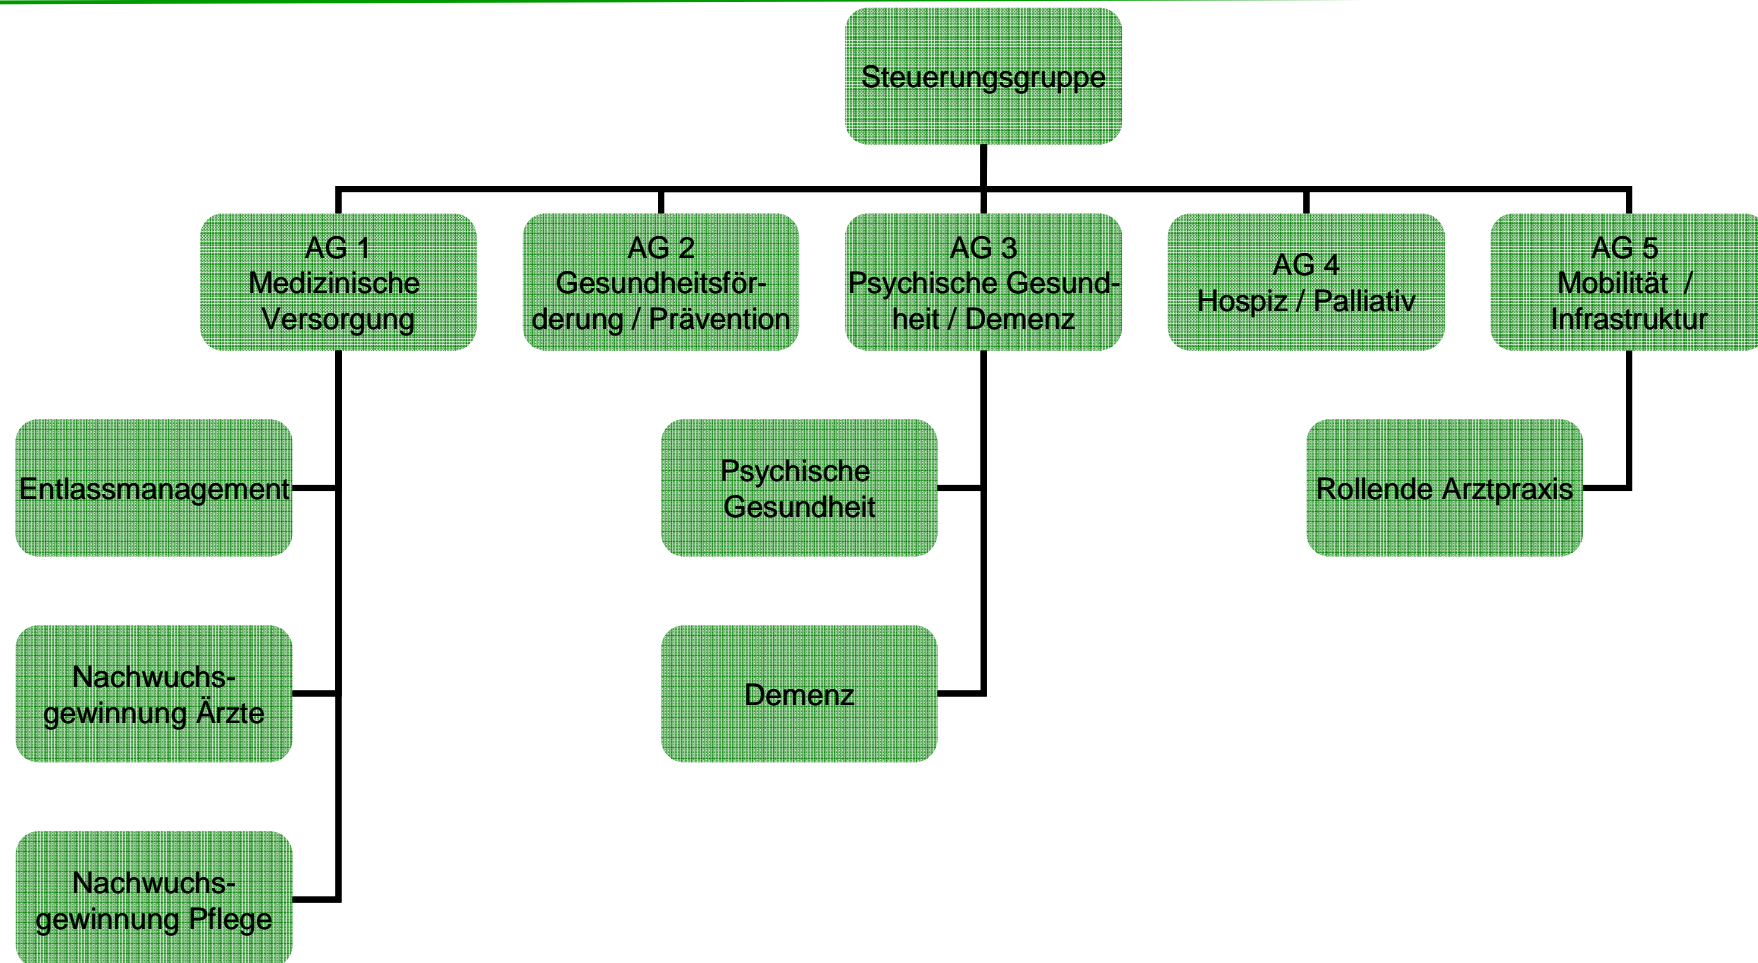 Steuerungsgruppe
AG 1
Medizinische
Versorgung
AG 2
Gesundheitsför-
derung / Prävention
AG 3
Psychische Gesund-
heit / Demenz
AG 4
Hospiz / Palliativ
AG 5
Mobilität /
Infrastruktur
Entlassmanagement
Psychische
Gesundheit
Rollende Arztpraxis
Nachwuchs-
gewinnung Ärzte
Demenz
Nachwuchs-
gewinnung Pflege